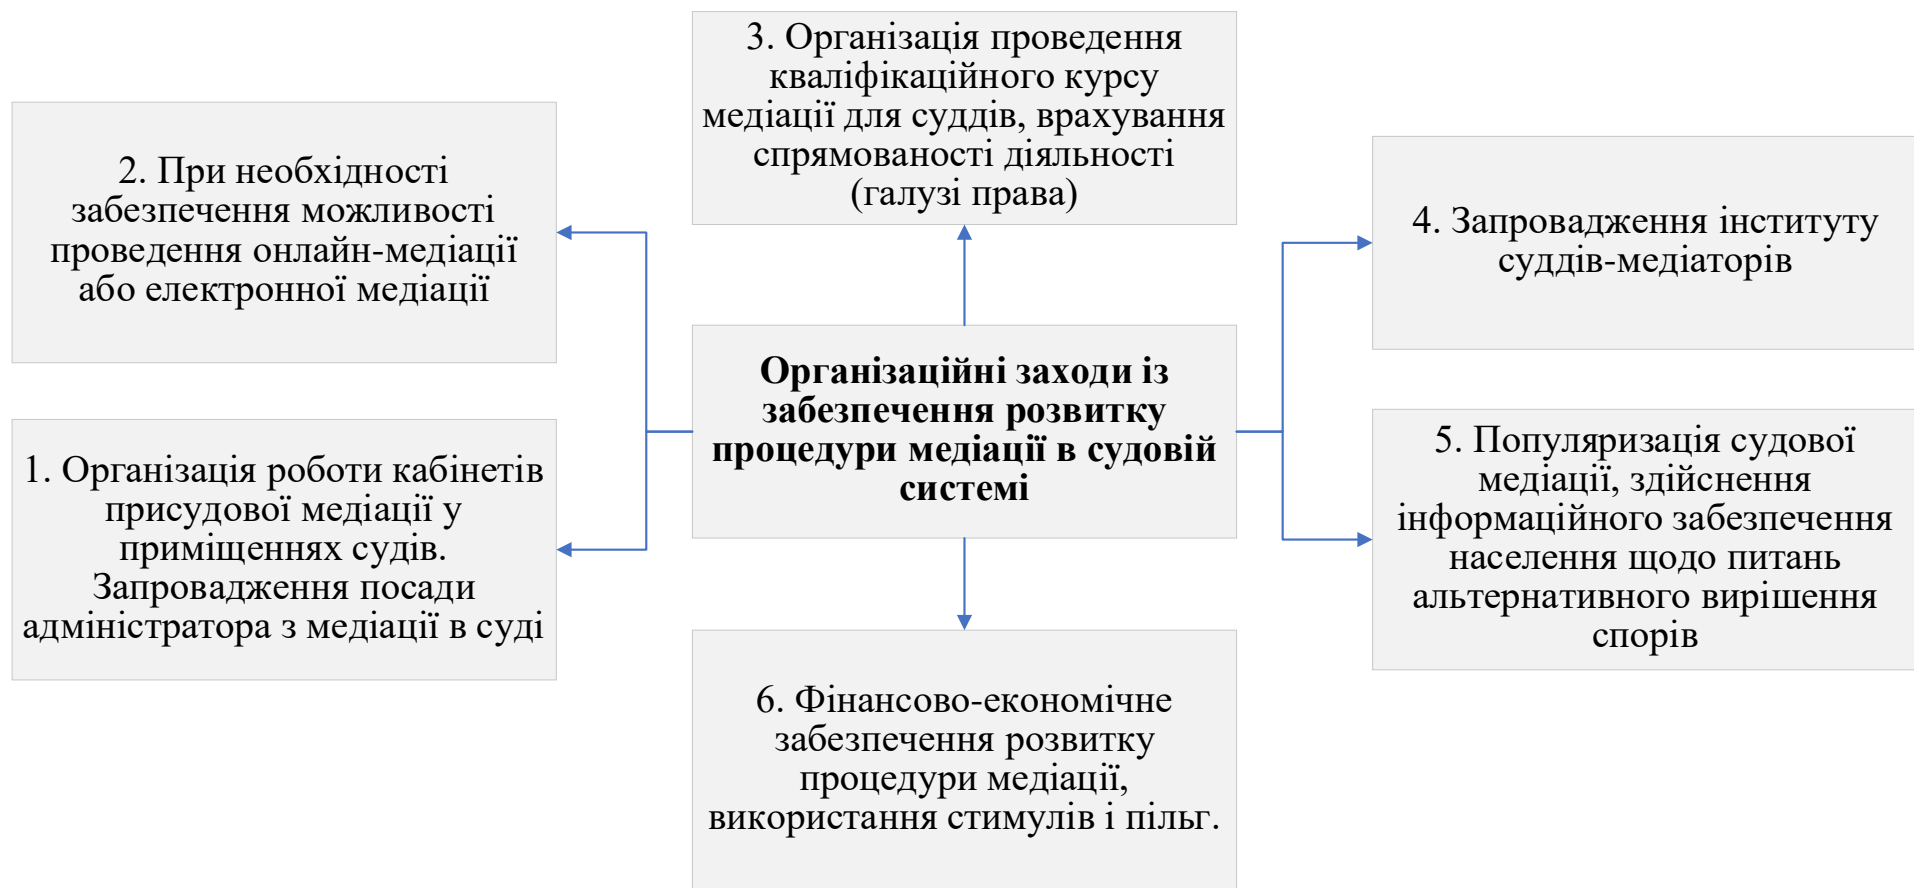 3. Організація проведення
кваліфікаційного курсу
медіації для суддів, врахування
спрямованості діяльності
(галузі права)
2. При необхідності
забезпечення можливості
проведення онлайн-медіації
або електронної медіації
4. Запровадження інституту
суддів-медіаторів
Організаційні заходи із
забезпечення розвитку
процедури медіації в судовій
системі
1. Організація роботи кабінетів
присудової медіації у
приміщеннях судів.
Запровадження посади
адміністратора з медіації в суді
5. Популяризація судової
медіації, здійснення
інформаційного забезпечення
населення щодо питань
альтернативного вирішення
спорів
6. Фінансово-економічне
забезпечення розвитку
процедури медіації,
використання стимулів і пільг.